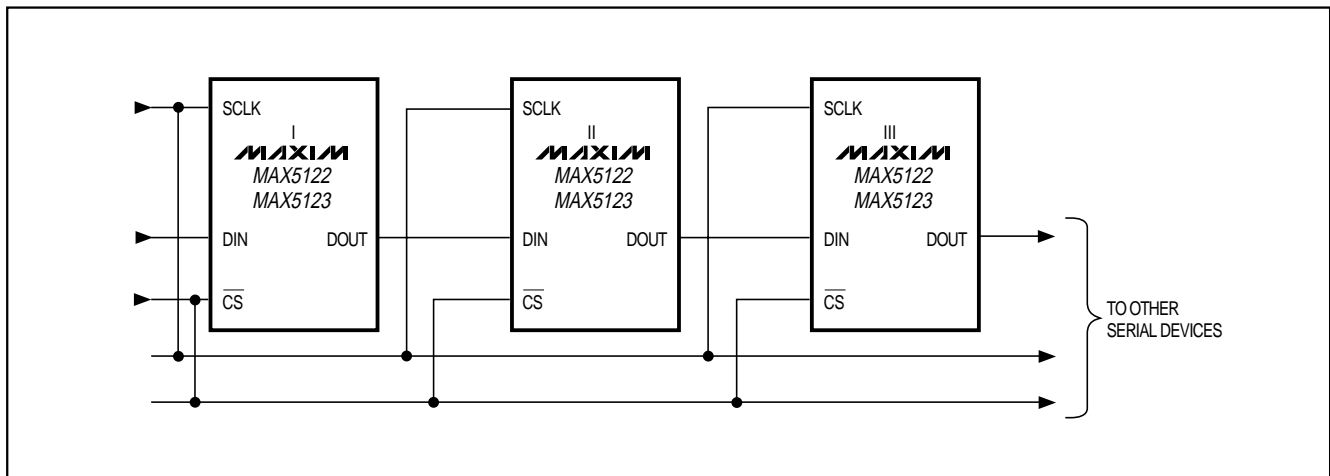 SCLK
I
MAXIM
MAX5122
MAX5123
DIN
DOUT
CS
SCLK
II
MAXIM
MAX5122
MAX5123
DIN
DOUT
CS
SCLK
III
MAXIM
MAX5122
MAX5123
DIN
DOUT
CS
TO OTHER
SERIAL DEVICES